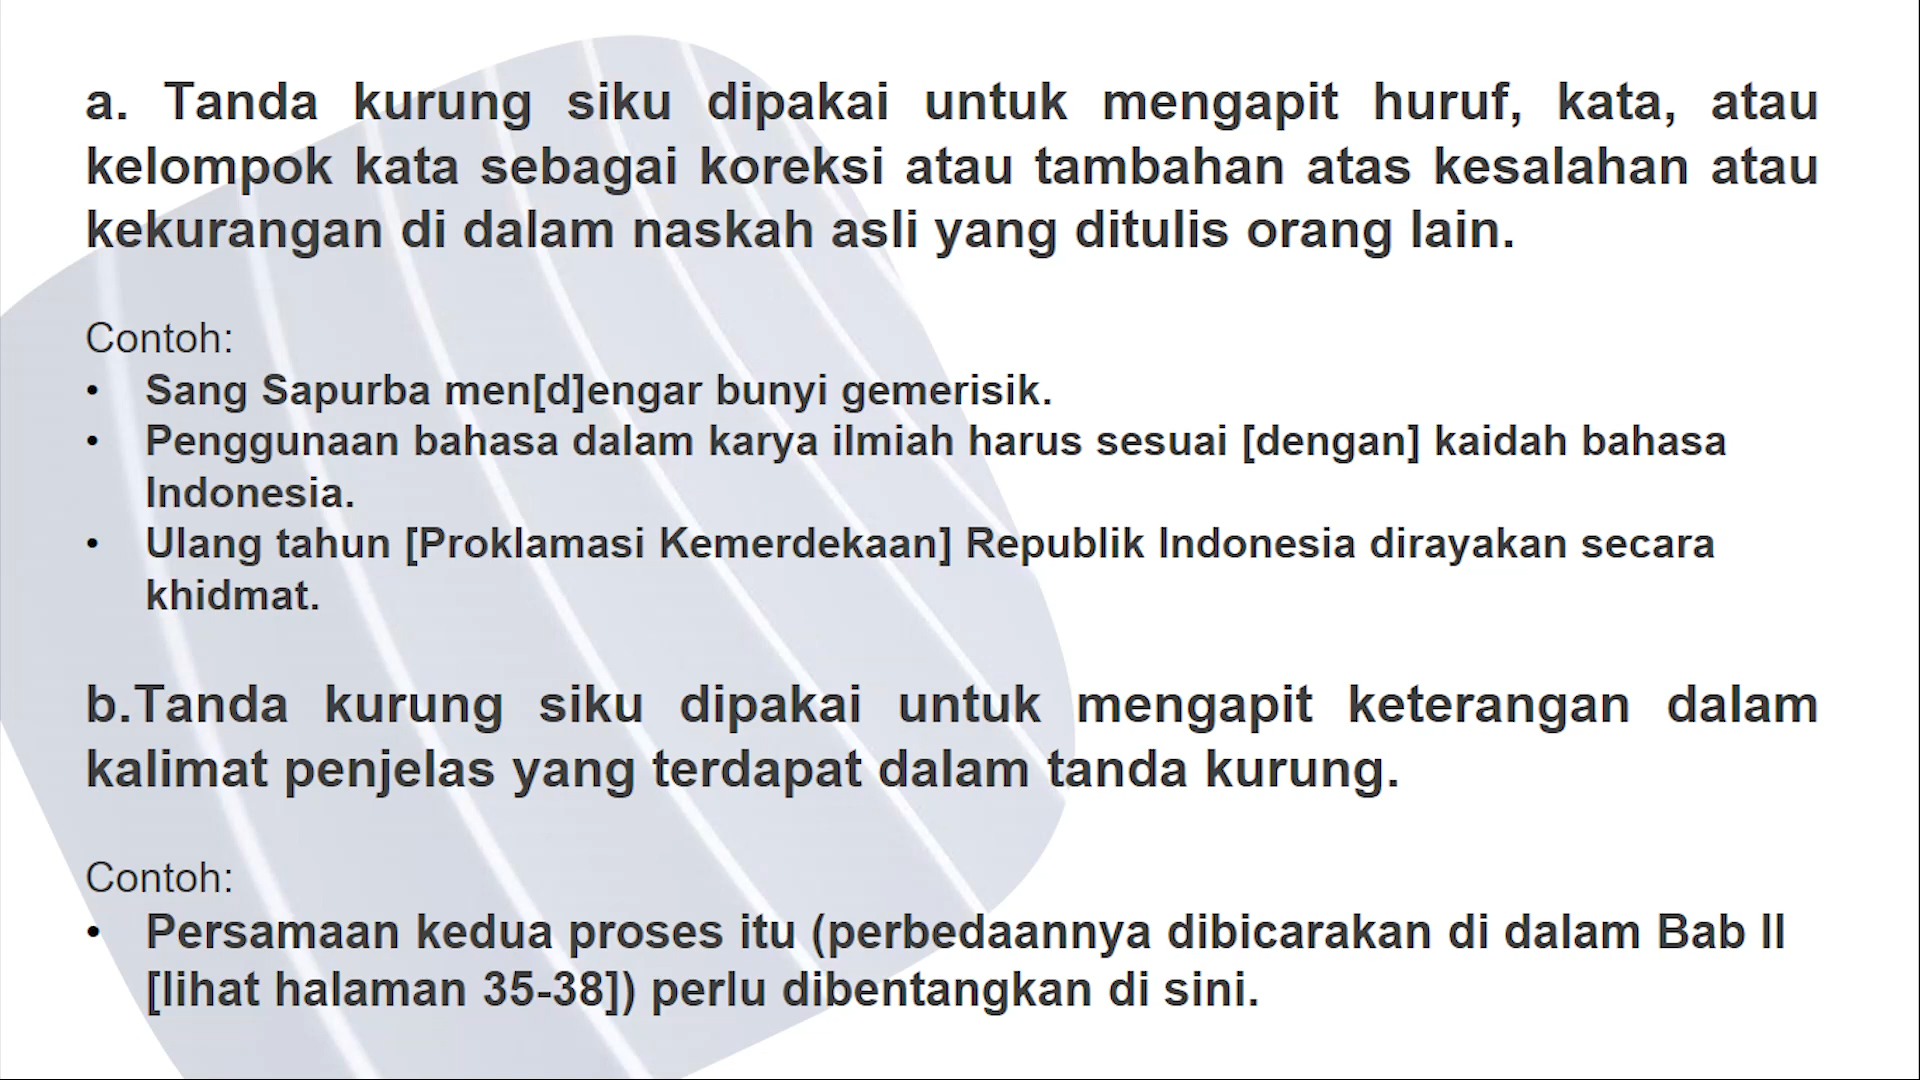 a. Tanda kurung siku dipakai untuk mengapit huruf, kata, atau
kelompok kata sebagai koreksi atau tambahan atas kesalahan atau
kekurangan di dalam naskah asli yang ditulis orang lain.
Contoh:
• Sang Sapurba men[d]engar bunyi gemerisik.
• Penggunaan bahasa dalam karya ilmiah harus sesuai [dengan] kaidah bahasa
Indonesia.
• Ulang tahun [Proklamasi Kemerdekaan] Republik Indonesia dirayakan secara
khidmat.
b.Tanda kurung siku dipakai untuk mengapit keterangan dalam
kalimat penjelas yang terdapat dalam tanda kurung.
Contoh:
• Persamaan kedua proses itu (perbedaannya dibicarakan di dalam Bab II
[lihat halaman 35-38]) perlu dibentangkan di sini.